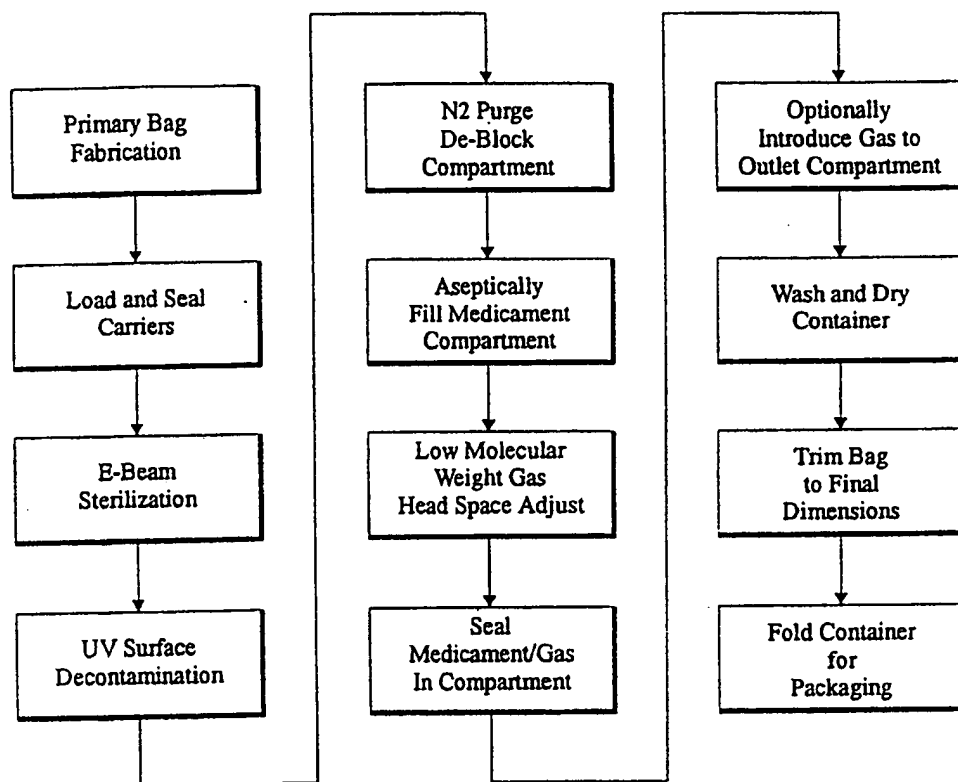 Primary Bag
Fabrication
Load and Seal
Carriers
E-Beam
Sterilization
UV Surface
Decontamination
N2 Purge
De-Block
Compartment
Aseptically
Fill Medicament
Compartment
Low Molecular
Weight Gas
Head Space Adjust
Seal
Medicament/Gas
In Compartment
Optionally
Introduce Gas to
Outlet Compartment
Wash and Dry
Container
Trim Bag
to Final
Dimensions
Fold Container
for
Packaging